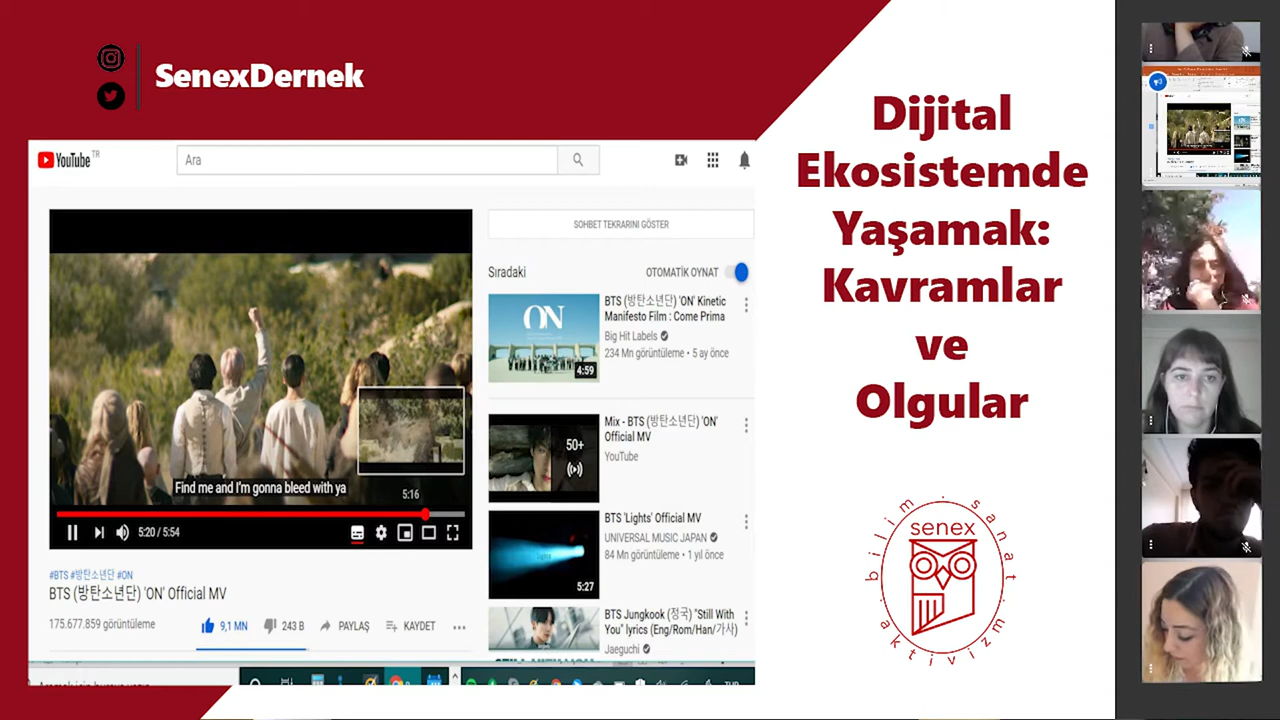 SenexDernek
YouTube TR
Ara
SOHBET TEKRARINI GÖSTER
Sıradaki
OTOMATİK OYNAT
BTS (방탄소년단) 'ON' Kinetic
Manifesto Film : Come Prima
Big Hit Labels
234 Mn görüntüleme • 5 ay önce
ON
4:59
Mix - BTS (방탄소년단) 'ON'
Official MV
YouTube
50+
BTS 'Lights' Official MV
UNIVERSAL MUSIC JAPAN
84 Mn görüntüleme • 1 yıl önce
5:27
BTS Jungkook (정국) "Still With
You" lyrics (Eng/Rom/Han/가사)
Jaeguchi
Find me and I'm gonna bleed with ya
5:16
5:20 / 5:54
#BTS #방탄소년단 #ON
BTS (방탄소년단) 'ON' Official MV
175.677.859 görüntüleme
9,1 MN
243 B
PAYLAŞ
KAYDET
Dijital
Ekosistemde
Yaşamak:
Kavramlar
ve
Olgular
senex
bilim.sanat.aktivizm